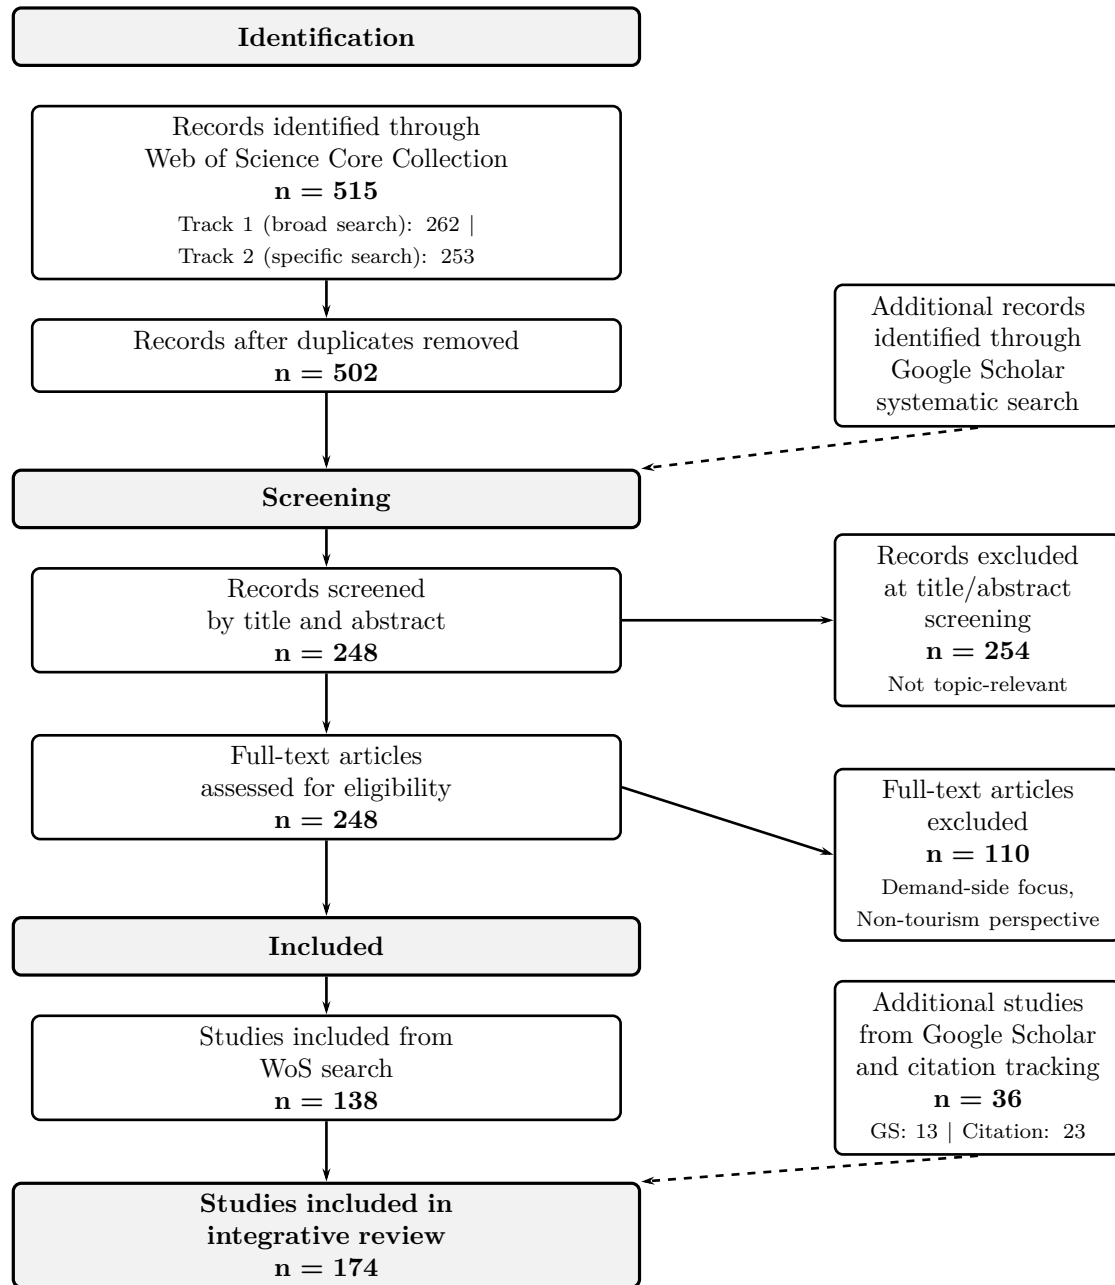 Identification
Records identified through
Web of Science Core Collection
n = 515
Track 1 (broad search): 262 |
Track 2 (specific search): 253
Records after duplicates removed
n = 502
Additional records
identified through
Google Scholar
systematic search
Screening
Records screened
by title and abstract
n = 248
Records excluded
at title/abstract
screening
n = 254
Not topic-relevant
Full-text articles
assessed for eligibility
n = 248
Full-text articles
excluded
n = 110
Demand-side focus,
Non-tourism perspective
Included
Studies included from
WoS search
n = 138
Additional studies
from Google Scholar
and citation tracking
n = 36
GS: 13 | Citation: 23
Studies included in
integrative review
n = 174